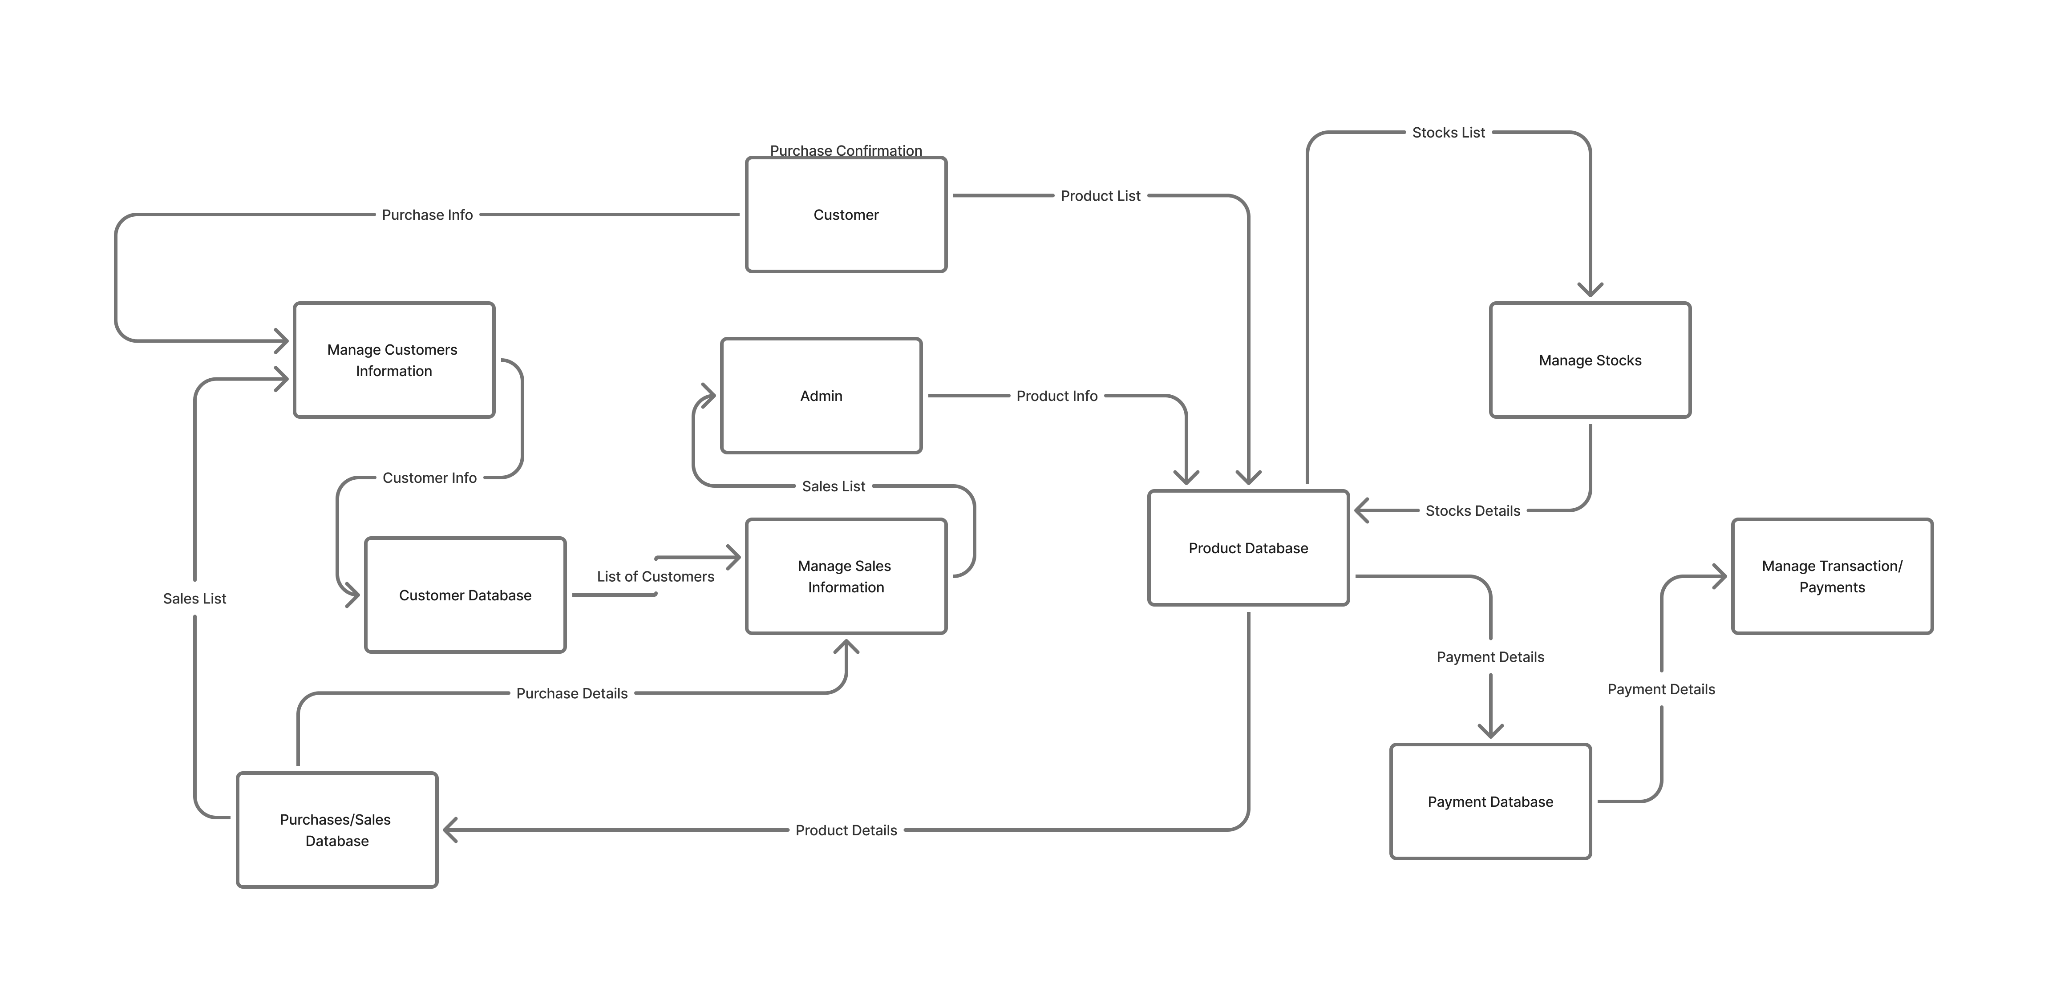 Stocks List
Purchase Confirmation
Product List
Purchase Info
Customer
Manage Customers
Information
Manage Stocks
Admin
Product Info
Customer Info
Sales List
Stocks Details
Product Database
Manage Sales
Information
Manage Transaction/
Payments
List of Customers
Customer Database
Sales List
Payment Details
Payment Details
Purchase Details
Payment Database
Purchases/Sales
Database
Product Details